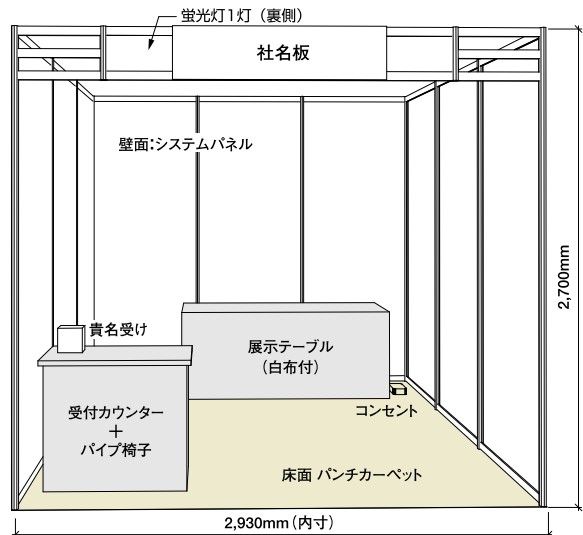 蛍光灯1灯（裏側）
社名板
壁面：システムパネル
2,700mm
貴名受け
展示テーブル
（白布付）
受付カウンター
＋
パイプ椅子
コンセント
床面 パンチカーペット
2,930mm（内寸）